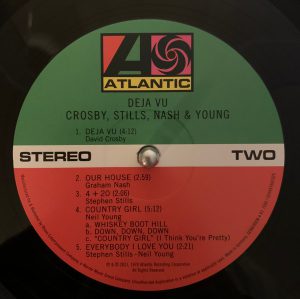 ATLANTIC
DEJA VU
CROSBY, STILLS, NASH & YOUNG
1. DEJA VU (4:12)
David Crosby
STEREO
TWO
2. OUR HOUSE (2:59)
Graham Nash
3. 4 + 20 (2:06)
Stephen Stills
4. COUNTRY GIRL (5:12)
Neil Young
a. WHISKEY BOOT HILL
b. DOWN, DOWN, DOWN
c. "COUNTRY GIRL" (I Think You're Pretty)
5. EVERYBODY I LOVE YOU (2:21)
Stephen Stills-Neil Young
All Rights Reserved.